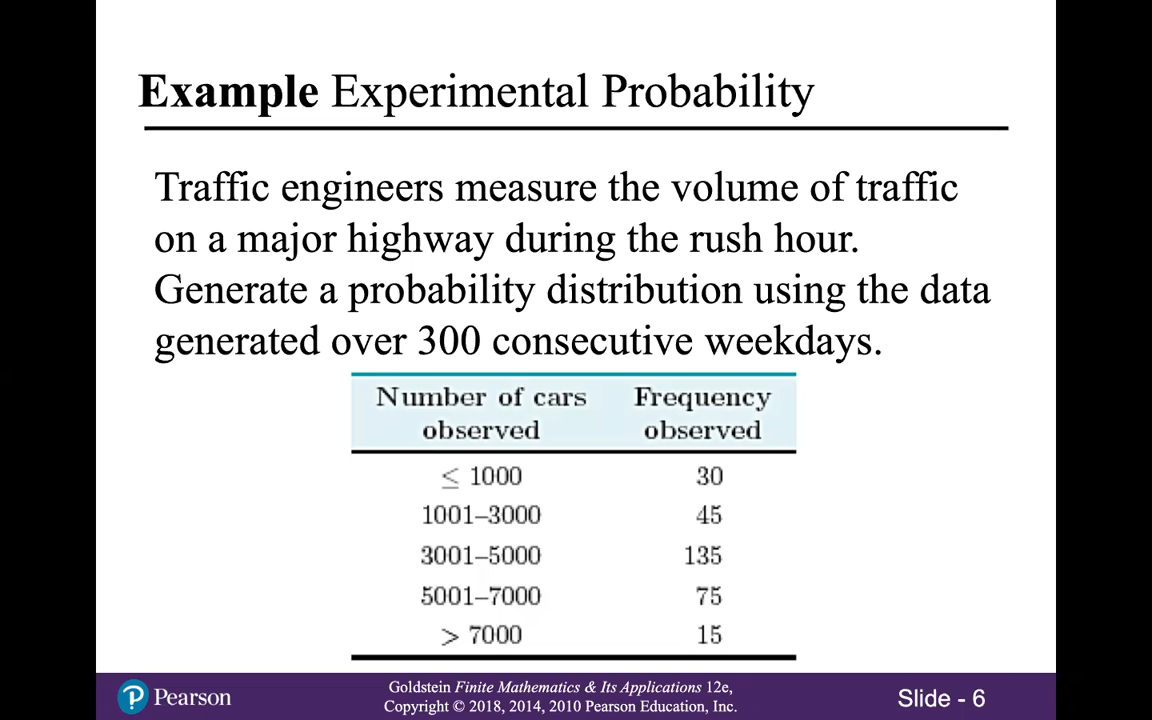 Example Experimental Probability
Traffic engineers measure the volume of traffic
on a major highway during the rush hour.
Generate a probability distribution using the data
generated over 300 consecutive weekdays.
Number of cars observed Frequency observed
≤ 1000 30
1001–3000 45
3001–5000 135
5001–7000 75
> 7000 15
Pearson
Goldstein Finite Mathematics & Its Applications 12e,
Copyright © 2018, 2014, 2010 Pearson Education, Inc.
Slide - 6